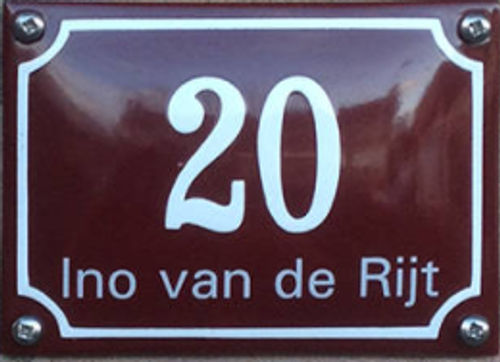 20
Ino van de Rijt